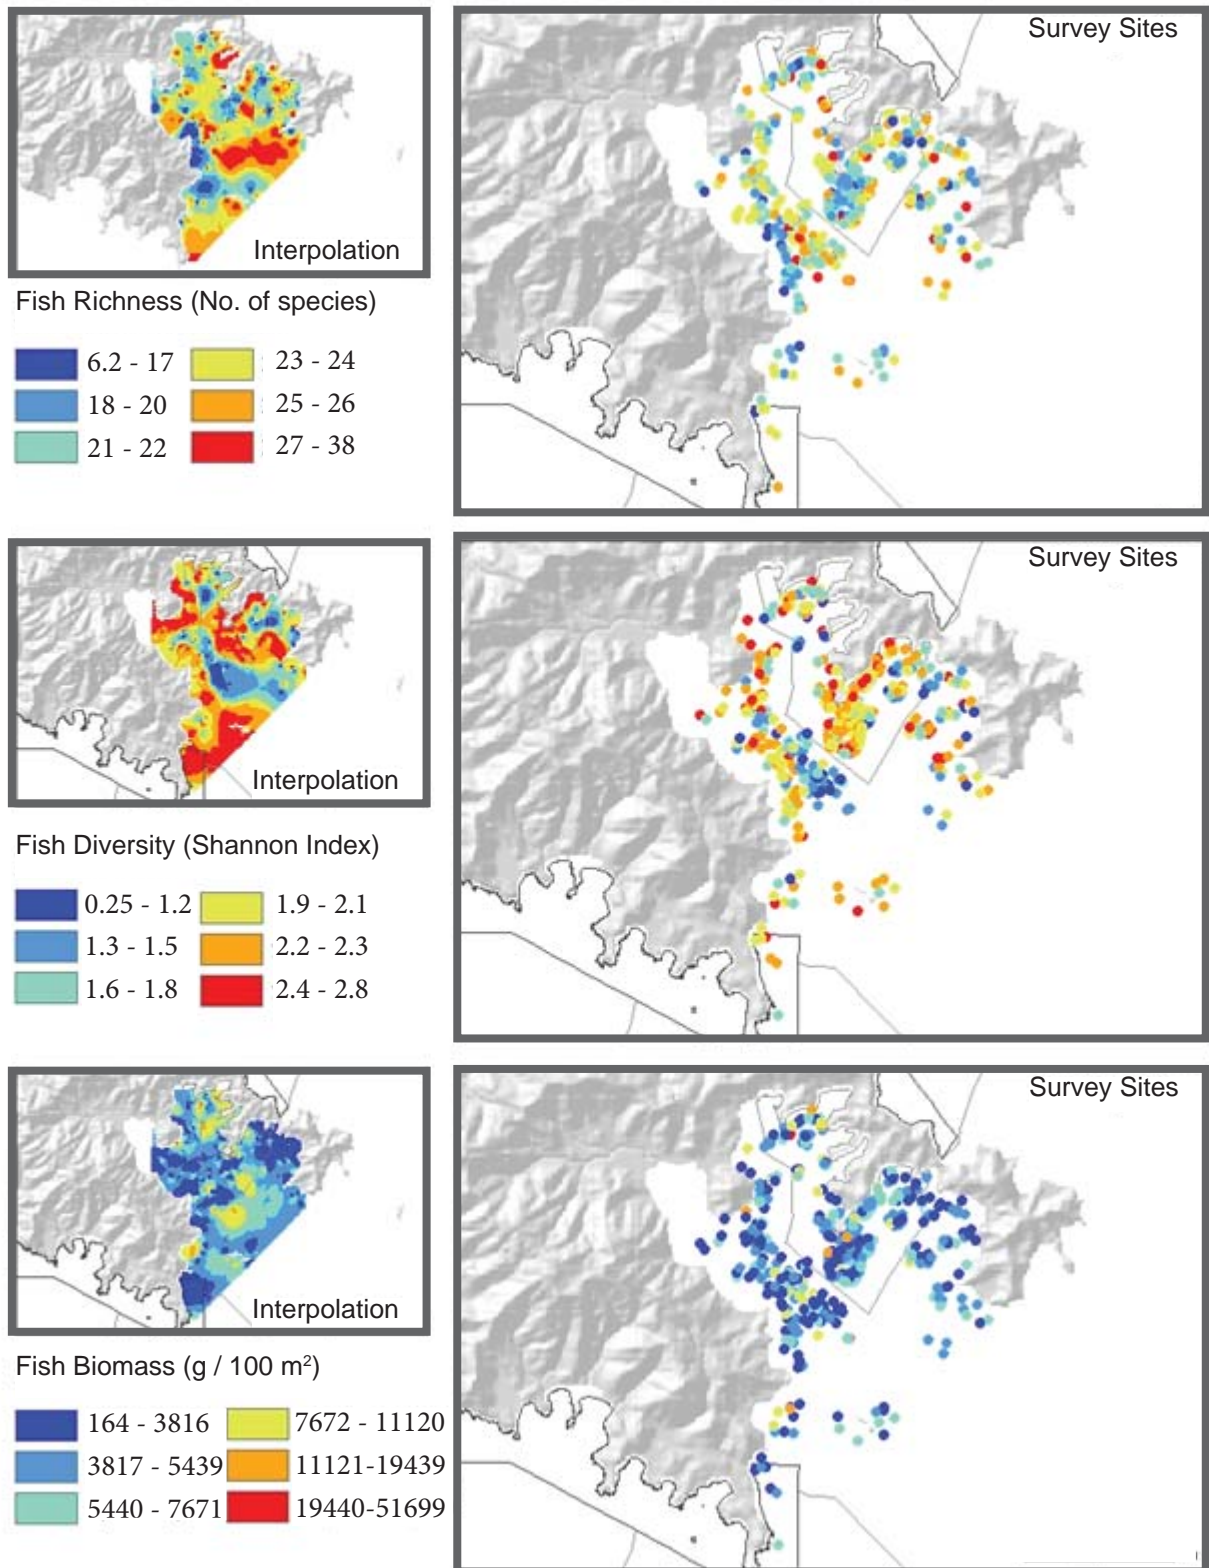 Survey Sites
Interpolation
Fish Richness (No. of species)
6.2 - 17
23 - 24
18 - 20
25 - 26
21 - 22
27 - 38
Survey Sites
Interpolation
Fish Diversity (Shannon Index)
0.25 - 1.2
1.9 - 2.1
1.3 - 1.5
2.2 - 2.3
1.6 - 1.8
2.4 - 2.8
Survey Sites
Interpolation
Fish Biomass (g / 100 m²)
164 - 3816
7672 - 11120
3817 - 5439
11121-19439
5440 - 7671
19440-51699